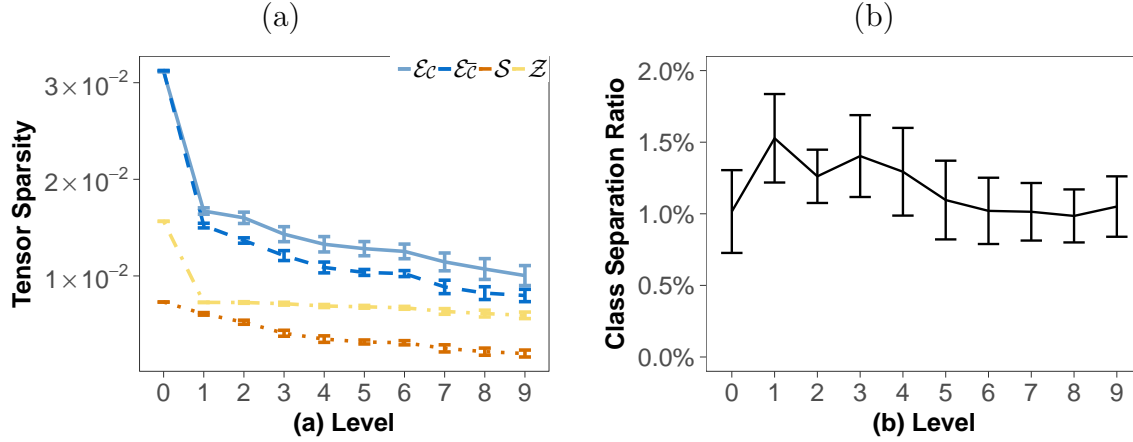 (a)
(b)
Tensor Sparsity
3×10⁻²
2×10⁻²
1×10⁻²
ℰ_𝒞 ℰ_𝒞̅ 𝒮 𝒵
0 1 2 3 4 5 6 7 8 9
(a) Level
Class Separation Ratio
2.0%
1.5%
1.0%
0.5%
0.0%
0 1 2 3 4 5 6 7 8 9
(b) Level